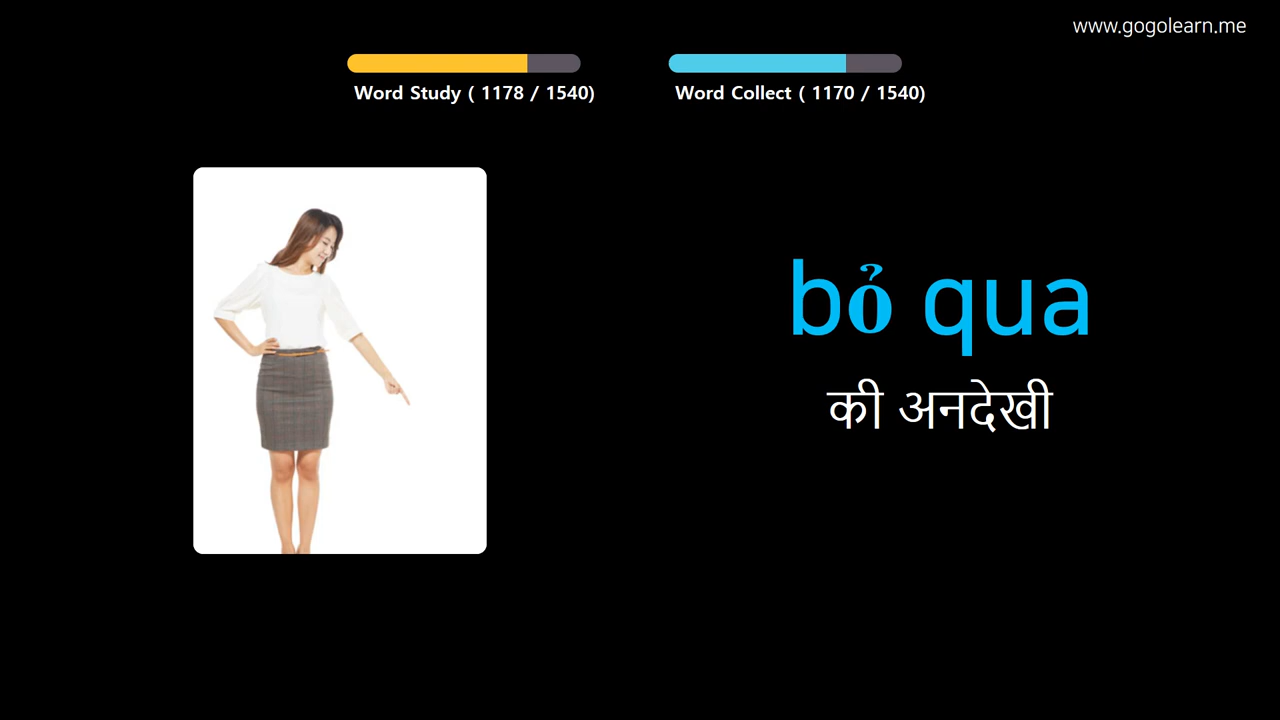 www.gogolearn.me
Word Study ( 1178 / 1540)
Word Collect ( 1170 / 1540)
bỏ qua
की अनदेखी